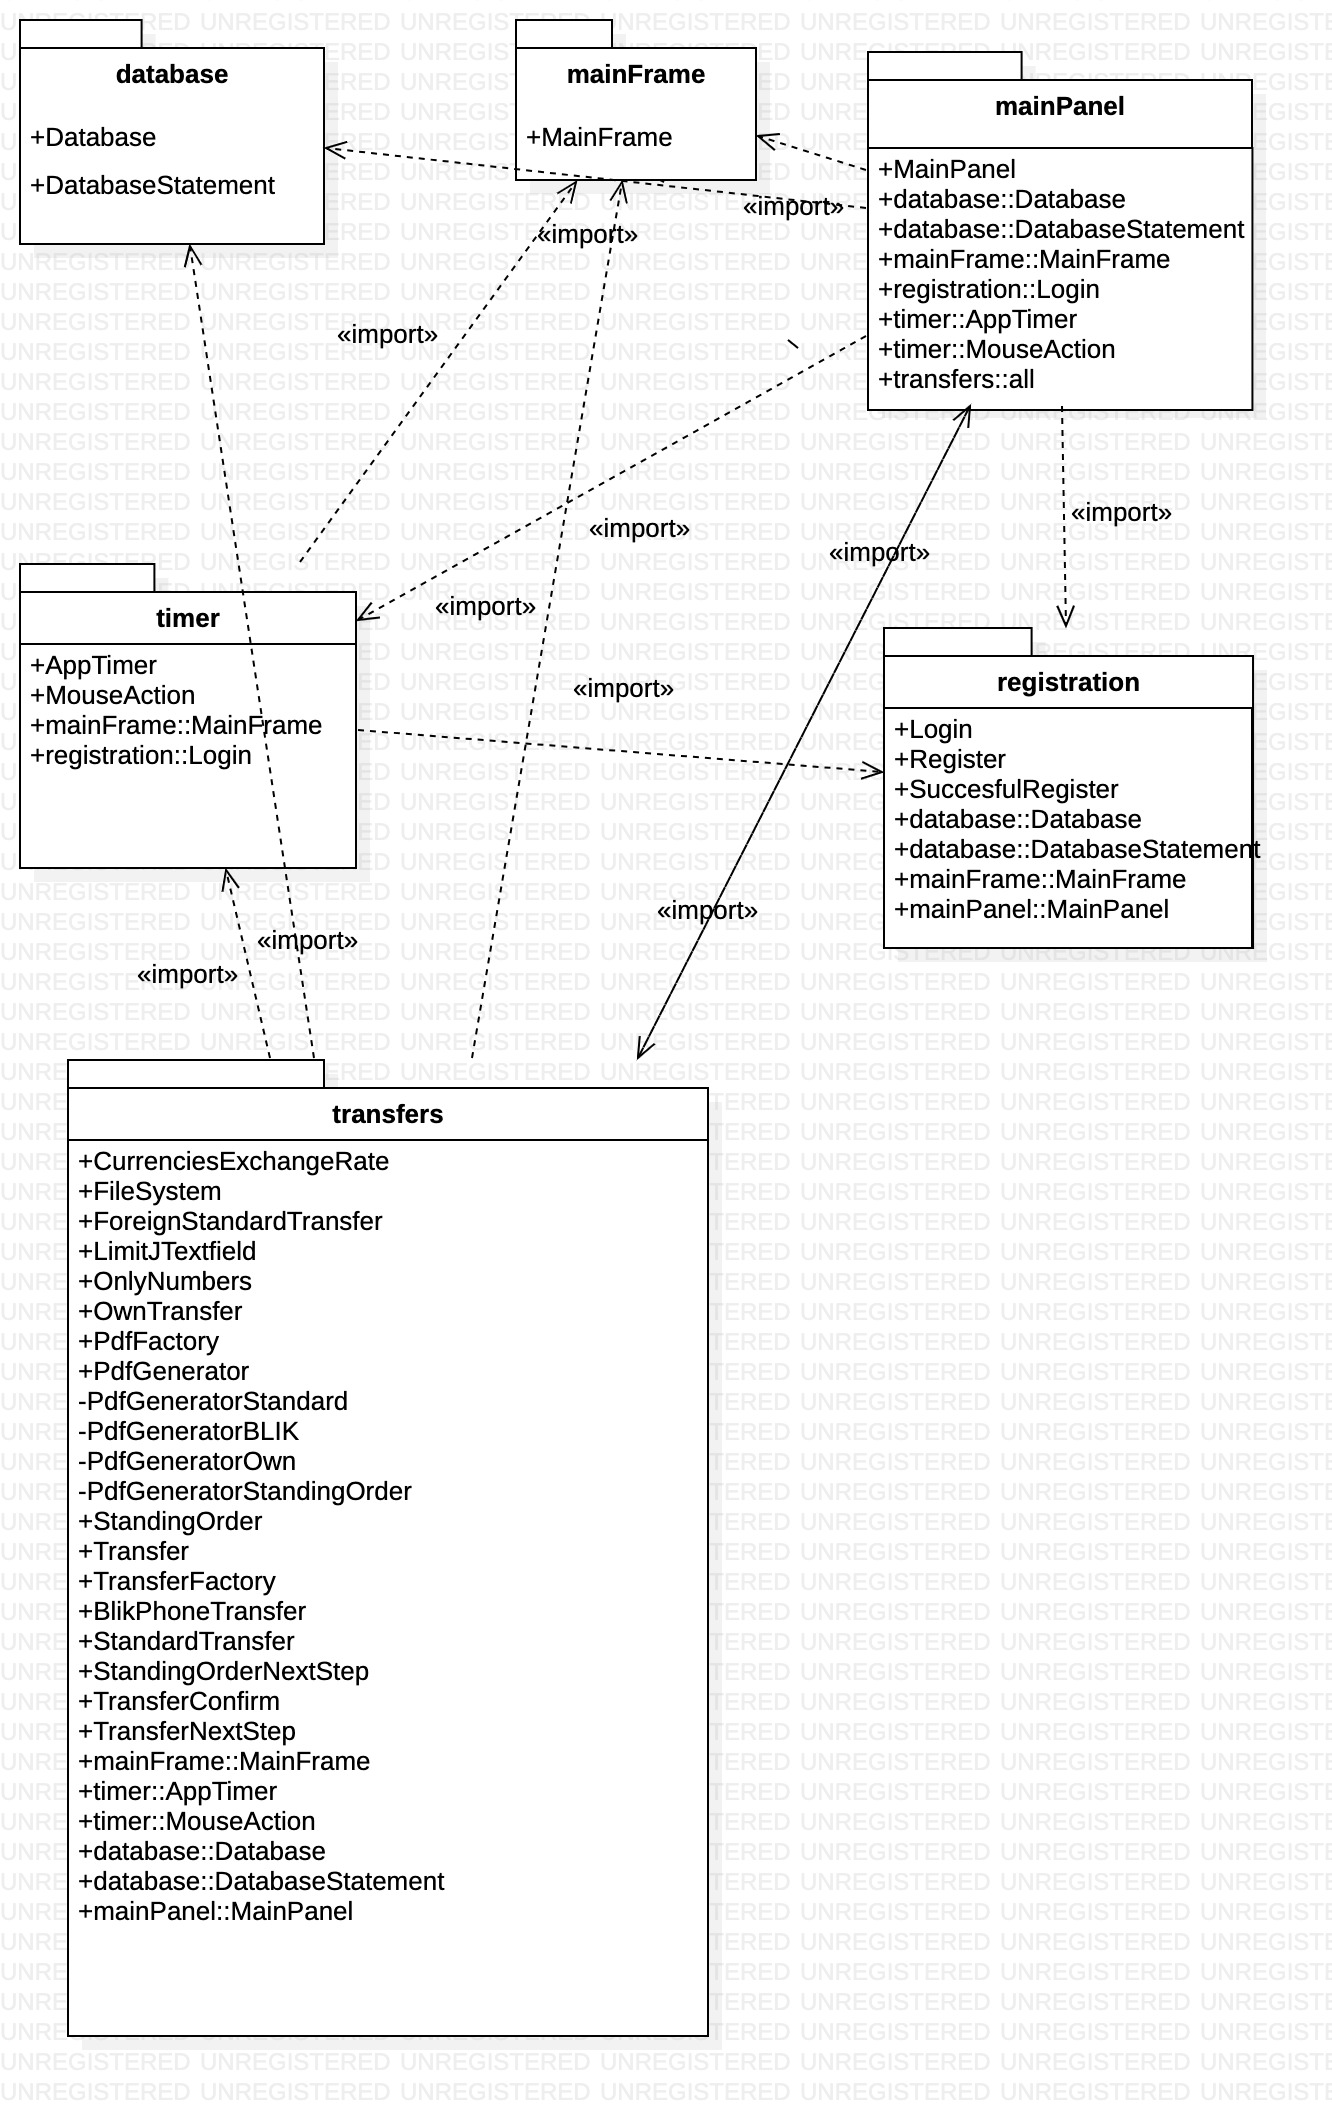 database
+Database
+DatabaseStatement
mainFrame
+MainFrame
mainPanel
+MainPanel
+database::Database
+database::DatabaseStatement
+mainFrame::MainFrame
+registration::Login
+timer::AppTimer
+timer::MouseAction
+transfers::all
«import»
«import»
«import»
«import»
«import»
«import»
«import»
«import»
timer
+AppTimer
+MouseAction
+mainFrame::MainFrame
+registration::Login
registration
+Login
+Register
+SuccesfulRegister
+database::Database
+database::DatabaseStatement
+mainFrame::MainFrame
+mainPanel::MainPanel
«import»
«import»
«import»
transfers
+CurrenciesExchangeRate
+FileSystem
+ForeignStandardTransfer
+LimitJTextfield
+OnlyNumbers
+OwnTransfer
+PdfFactory
+PdfGenerator
-PdfGeneratorStandard
-PdfGeneratorBLIK
-PdfGeneratorOwn
-PdfGeneratorStandingOrder
+StandingOrder
+Transfer
+TransferFactory
+BlikPhoneTransfer
+StandardTransfer
+StandingOrderNextStep
+TransferConfirm
+TransferNextStep
+mainFrame::MainFrame
+timer::AppTimer
+timer::MouseAction
+database::Database
+database::DatabaseStatement
+mainPanel::MainPanel
UNREGISTERED UNREGISTERED UNREGISTERED UNREGISTERED UNREGISTERED UNREGISTERED